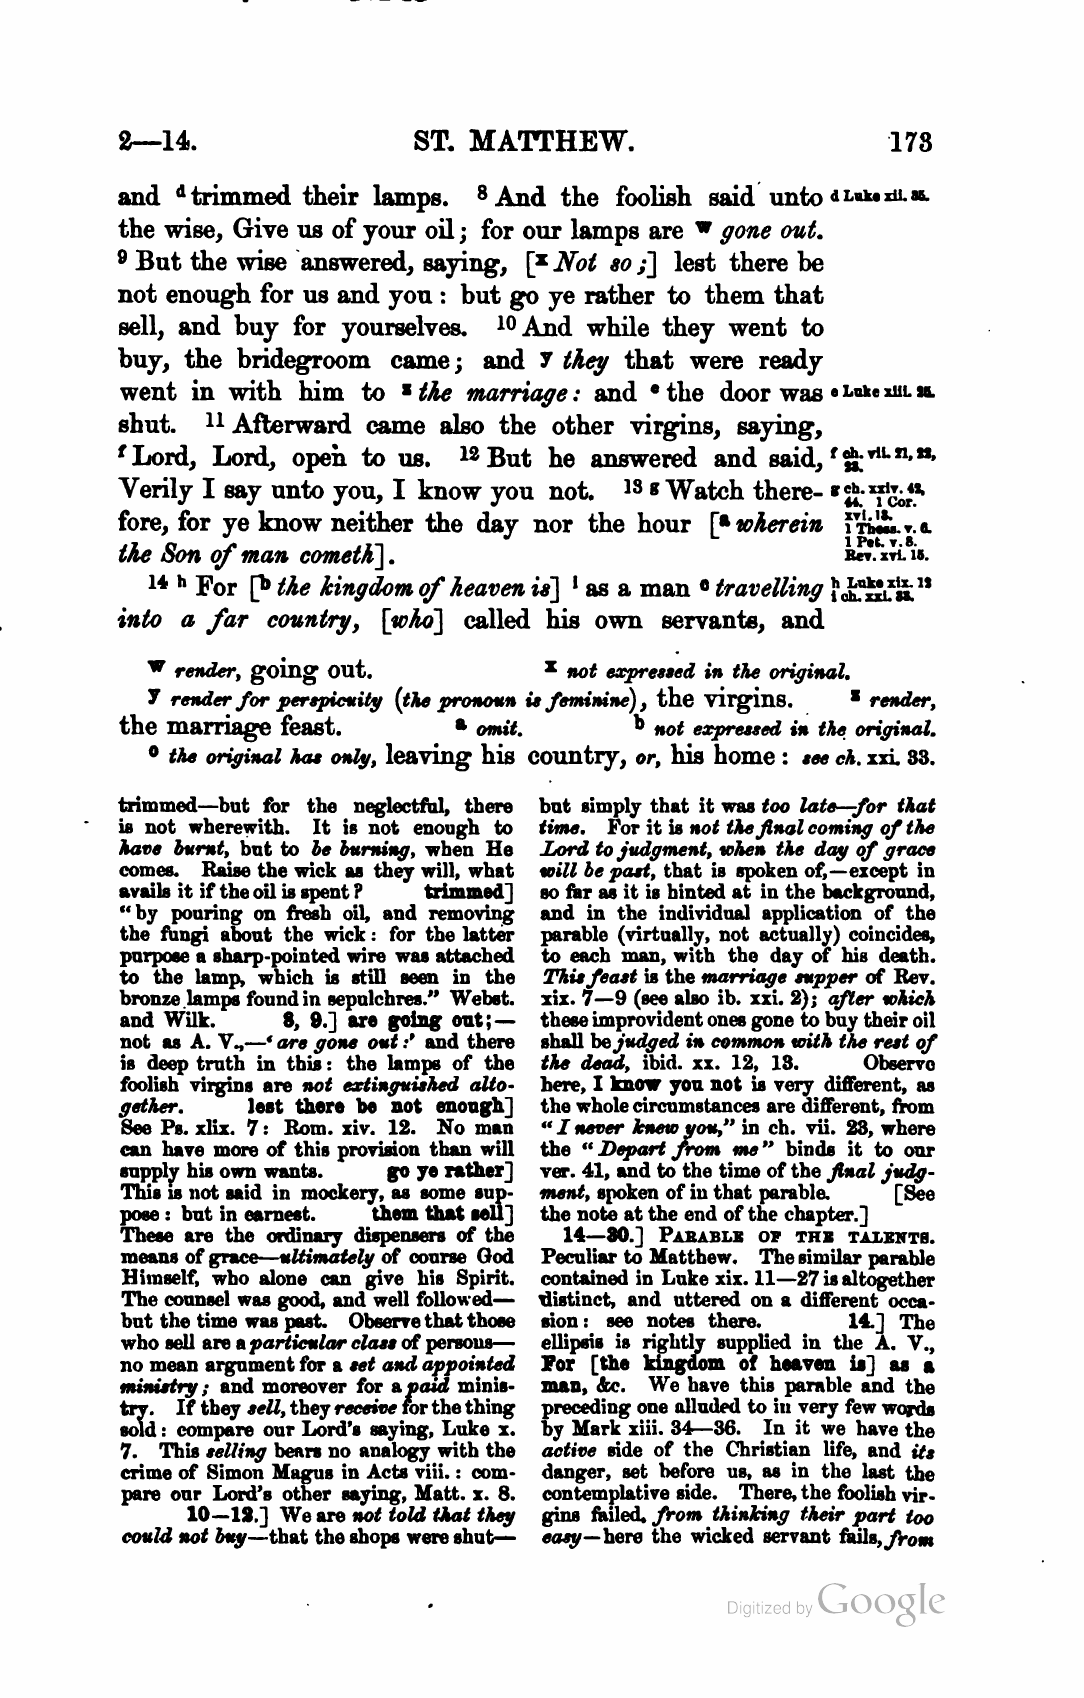 2—14. ST. MATTHEW. 173
and d trimmed their lamps. 8 And the foolish said unto d Luke xii. 35.
the wise, Give us of your oil; for our lamps are w gone out.
9 But the wise answered, saying, [x Not so;] lest there be
not enough for us and you: but go ye rather to them that
sell, and buy for yourselves. 10 And while they went to
buy, the bridegroom came; and y they that were ready
went in with him to z the marriage: and e the door was e Luke xiii. 25.
shut. 11 Afterward came also the other virgins, saying,
f Lord, Lord, open to us. 12 But he answered and said, f ch. vii. 21, 22,
23.
Verily I say unto you, I know you not. 13 g Watch there- g ch. xxiv. 42,
44. 1 Cor.
fore, for ye know neither the day nor the hour [a wherein xvi. 13.
1 Thess. v. 6.
1 Pet. v. 8.
the Son of man cometh]. Rev. xvi. 15.
14 h For [b the kingdom of heaven is] i as a man c travelling h Luke xix. 12
i ch. xxi. 33.
into a far country, [who] called his own servants, and
w render, going out. x not expressed in the original.
y render for perspicuity (the pronoun is feminine), the virgins. z render,
the marriage feast. a omit. b not expressed in the original.
c the original has only, leaving his country, or, his home: see ch. xxi. 33.
trimmed—but for the neglectful, there
is not wherewith. It is not enough to
have burnt, but to be burning, when He
comes. Raise the wick as they will, what
avails it if the oil is spent? trimmed]
“by pouring on fresh oil, and removing
the fungi about the wick: for the latter
purpose a sharp-pointed wire was attached
to the lamp, which is still seen in the
bronze lamps found in sepulchres.” Webst.
and Wilk. 8, 9.] are going out;—
not as A. V.,—‘are gone out:’ and there
is deep truth in this: the lamps of the
foolish virgins are not extinguished alto-
gether. lest there be not enough]
See Ps. xlix. 7: Rom. xiv. 12. No man
can have more of this provision than will
supply his own wants. go ye rather]
This is not said in mockery, as some sup-
pose: but in earnest. them that sell]
These are the ordinary dispensers of the
means of grace—ultimately of course God
Himself, who alone can give his Spirit.
The counsel was good, and well followed—
but the time was past. Observe that those
who sell are a particular class of persons—
no mean argument for a set and appointed
ministry; and moreover for a paid minis-
try. If they sell, they receive for the thing
sold: compare our Lord’s saying, Luke x.
7. This selling bears no analogy with the
crime of Simon Magus in Acts viii.: com-
pare our Lord’s other saying, Matt. x. 8.
10—12.] We are not told that they
could not buy—that the shops were shut—
but simply that it was too late—for that
time. For it is not the final coming of the
Lord to judgment, when the day of grace
will be past, that is spoken of,—except in
so far as it is hinted at in the background,
and in the individual application of the
parable (virtually, not actually) coincides,
to each man, with the day of his death.
This feast is the marriage supper of Rev.
xix. 7—9 (see also ib. xxi. 2); after which
these improvident ones gone to buy their oil
shall be judged in common with the rest of
the dead, ibid. xx. 12, 13. Observe
here, I know you not is very different, as
the whole circumstances are different, from
“I never knew you,” in ch. vii. 23, where
the “Depart from me” binds it to our
ver. 41, and to the time of the final judg-
ment, spoken of in that parable. [See
the note at the end of the chapter.]
14—30.] PARABLE OF THE TALENTS.
Peculiar to Matthew. The similar parable
contained in Luke xix. 11—27 is altogether
distinct, and uttered on a different occa-
sion: see notes there. 14.] The
ellipsis is rightly supplied in the A. V.,
For [the kingdom of heaven is] as a
man, &c. We have this parable and the
preceding one alluded to in very few words
by Mark xiii. 34—36. In it we have the
active side of the Christian life, and its
danger, set before us, as in the last the
contemplative side. There, the foolish vir-
gins failed, from thinking their part too
easy—here the wicked servant fails, from
Digitized by Google